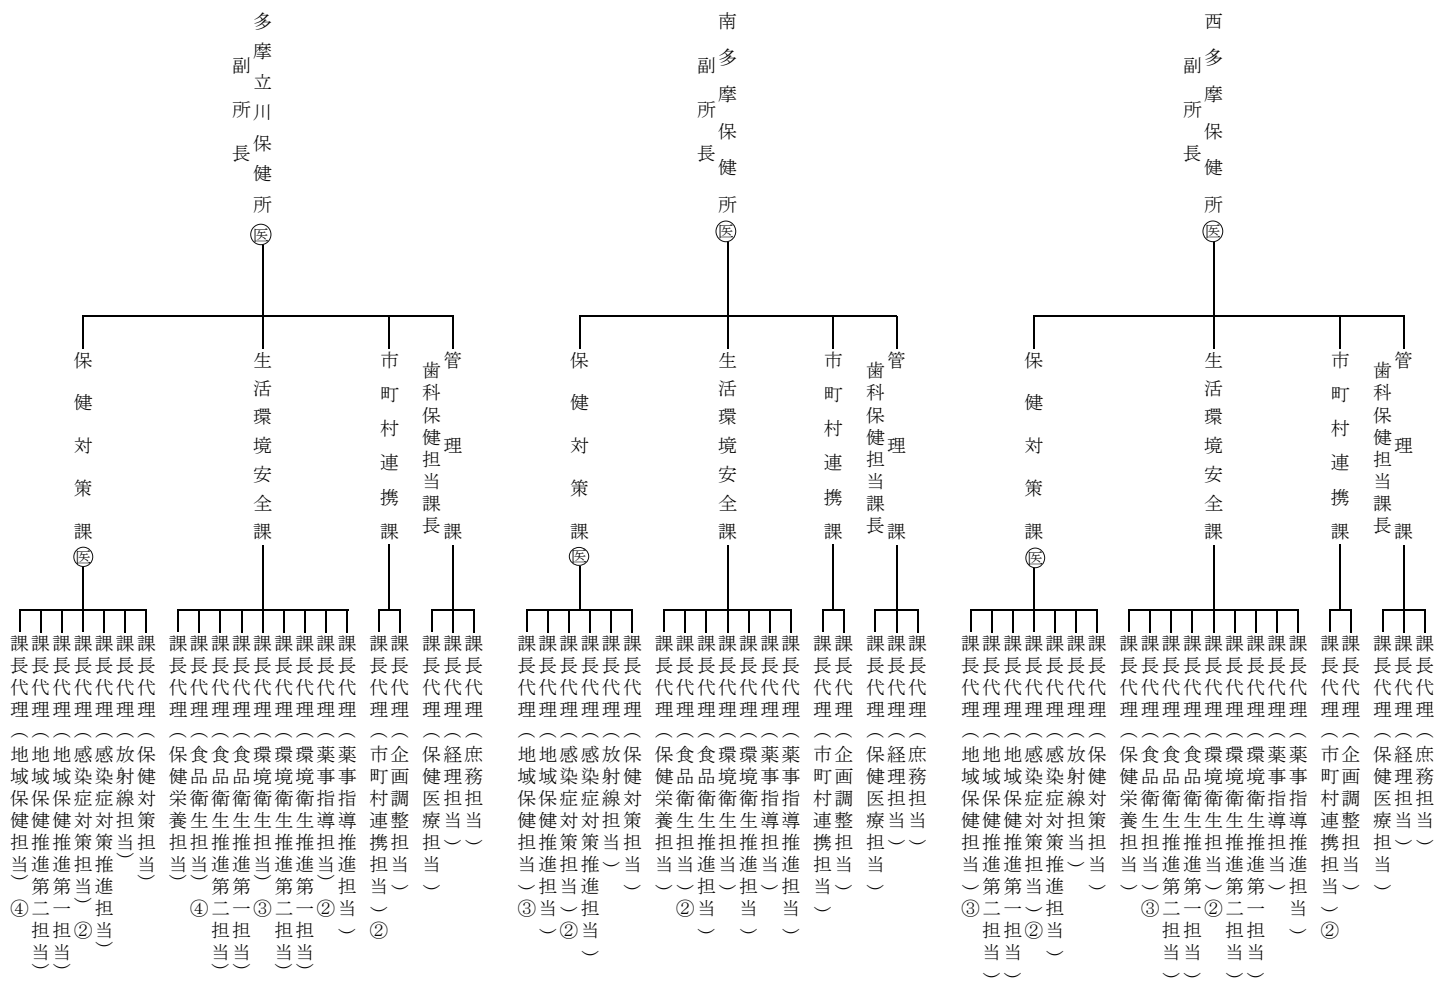 西多摩保健所㊩
副所長
管理課
歯科保健担当課長
課長代理（庶務担当）
課長代理（経理担当）
課長代理（保健医療担当）
市町村連携課
課長代理（企画調整担当）
課長代理（市町村連携担当）②
生活環境安全課
課長代理（薬事指導推進担当）
課長代理（薬事指導担当）
課長代理（環境衛生推進第一担当）
課長代理（環境衛生推進第二担当）
課長代理（環境衛生担当）②
課長代理（食品衛生推進第一担当）
課長代理（食品衛生推進第二担当）
課長代理（食品衛生担当）③
課長代理（保健栄養担当）
保健対策課㊩
課長代理（保健対策担当）
課長代理（放射線担当）
課長代理（感染症対策推進担当）
課長代理（感染症対策担当）②
課長代理（地域保健推進第一担当）
課長代理（地域保健推進第二担当）
課長代理（地域保健担当）③
南多摩保健所㊩
副所長
管理課
歯科保健担当課長
課長代理（庶務担当）
課長代理（経理担当）
課長代理（保健医療担当）
市町村連携課
課長代理（企画調整担当）
課長代理（市町村連携担当）
生活環境安全課
課長代理（薬事指導推進担当）
課長代理（薬事指導担当）
課長代理（環境衛生推進担当）
課長代理（環境衛生担当）
課長代理（食品衛生推進担当）
課長代理（食品衛生担当）②
課長代理（保健栄養担当）
保健対策課㊩
課長代理（保健対策担当）
課長代理（放射線担当）
課長代理（感染症対策推進担当）
課長代理（感染症対策担当）②
課長代理（地域保健推進担当）
課長代理（地域保健担当）③
多摩立川保健所㊩
副所長
管理課
歯科保健担当課長
課長代理（庶務担当）
課長代理（経理担当）
課長代理（保健医療担当）
市町村連携課
課長代理（企画調整担当）
課長代理（市町村連携担当）②
生活環境安全課
課長代理（薬事指導推進担当）
課長代理（薬事指導担当）②
課長代理（環境衛生推進第一担当）
課長代理（環境衛生推進第二担当）
課長代理（環境衛生担当）③
課長代理（食品衛生推進第一担当）
課長代理（食品衛生推進第二担当）
課長代理（食品衛生担当）④
課長代理（保健栄養担当）
保健対策課㊩
課長代理（保健対策担当）
課長代理（放射線担当）
課長代理（感染症対策推進担当）
課長代理（感染症対策担当）②
課長代理（地域保健推進第一担当）
課長代理（地域保健推進第二担当）
課長代理（地域保健担当）④